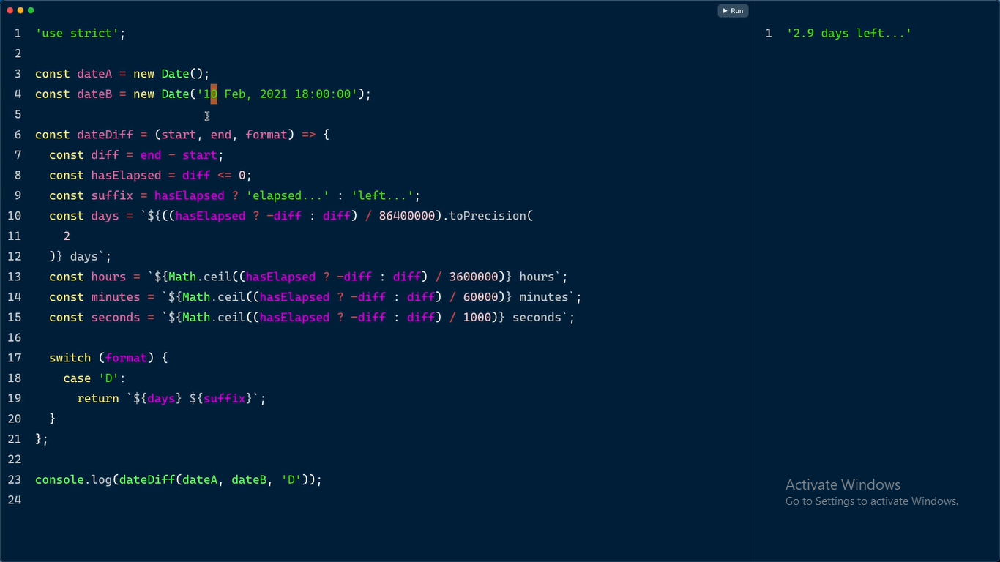 Run
1 'use strict';
2
3 const dateA = new Date();
4 const dateB = new Date('10 Feb, 2021 18:00:00');
5
6 const dateDiff = (start, end, format) => {
7 const diff = end - start;
8 const hasElapsed = diff <= 0;
9 const suffix = hasElapsed ? 'elapsed...' : 'left...';
10 const days = `${((hasElapsed ? -diff : diff) / 86400000).toPrecision(
11 2
12 )} days`;
13 const hours = `${Math.ceil((hasElapsed ? -diff : diff) / 3600000)} hours`;
14 const minutes = `${Math.ceil((hasElapsed ? -diff : diff) / 60000)} minutes`;
15 const seconds = `${Math.ceil((hasElapsed ? -diff : diff) / 1000)} seconds`;
16
17 switch (format) {
18 case 'D':
19 return `${days} ${suffix}`;
20 }
21 };
22
23 console.log(dateDiff(dateA, dateB, 'D'));
24
1 '2.9 days left...'
Activate Windows
Go to Settings to activate Windows.